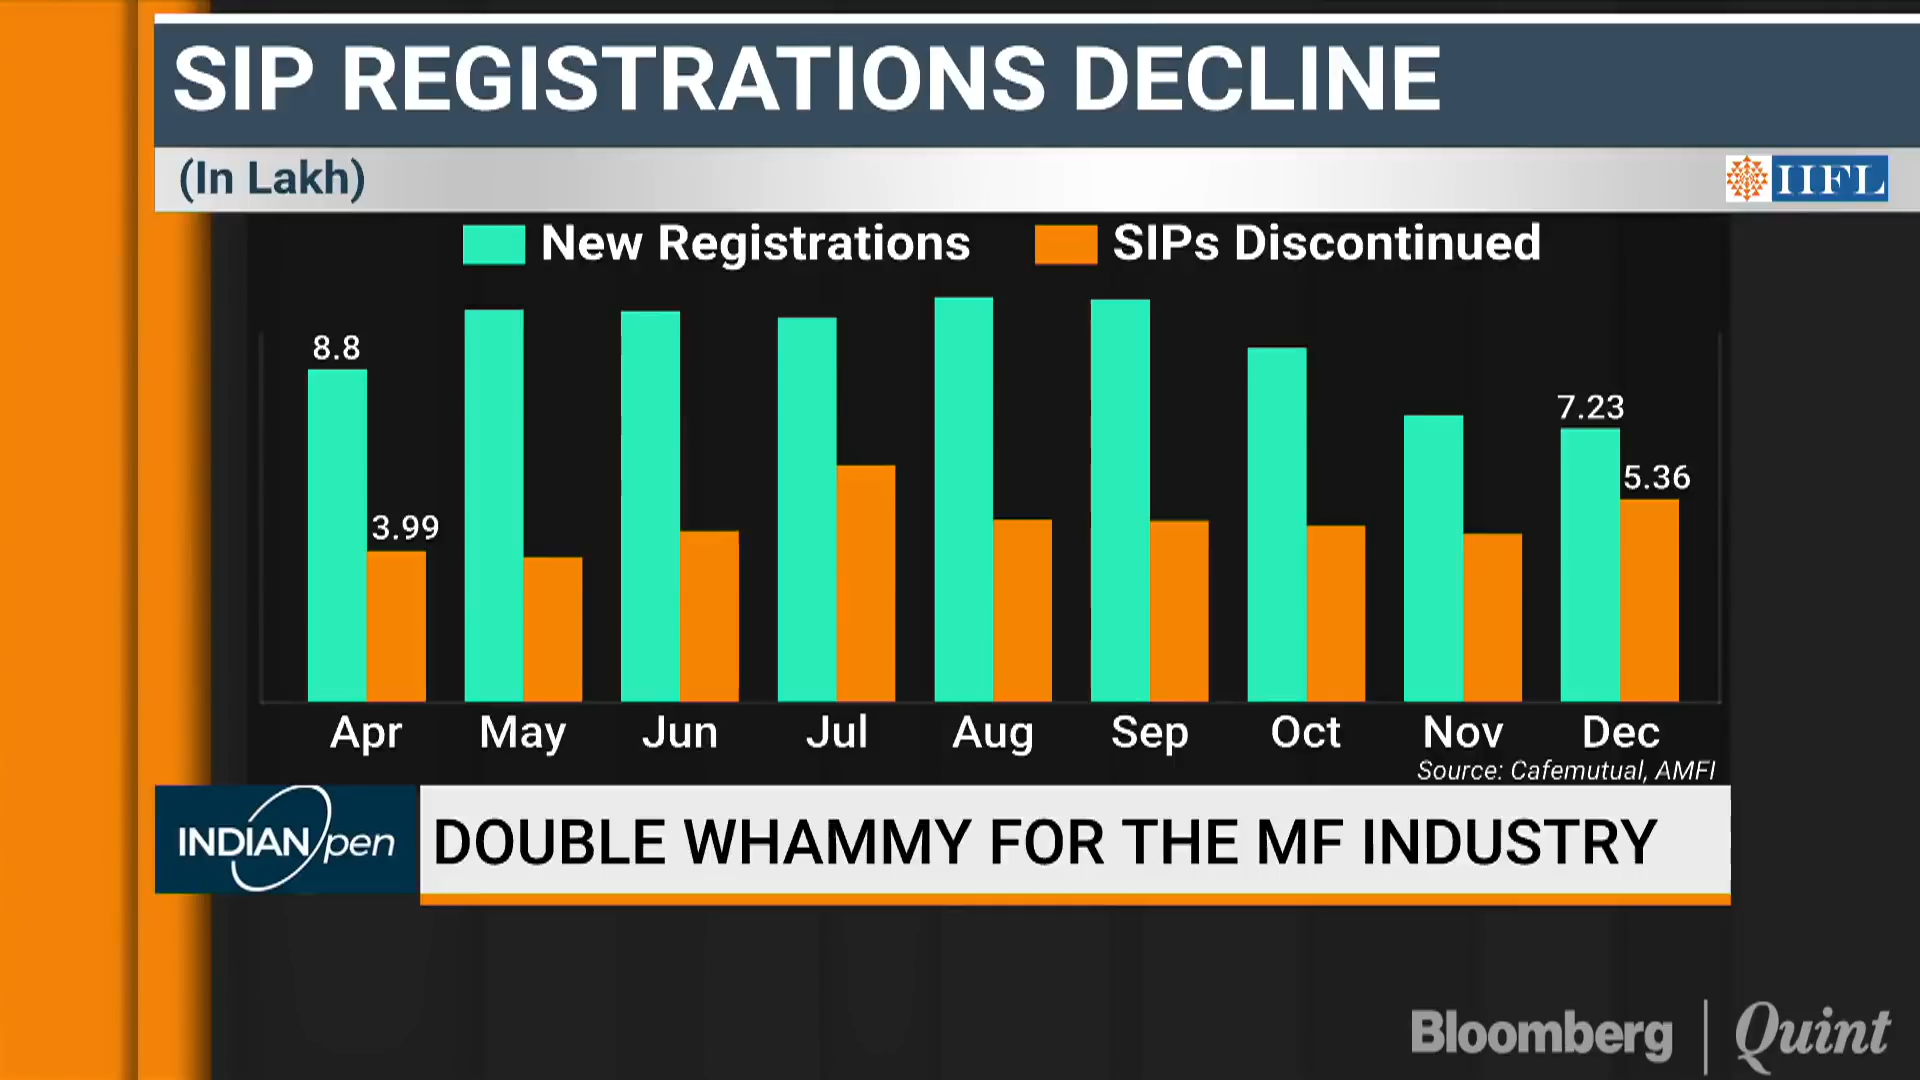 SIP REGISTRATIONS DECLINE
(In Lakh)
IIFL
New Registrations
SIPs Discontinued
8.8
3.99
7.23
5.36
Apr May Jun Jul Aug Sep Oct Nov Dec
Source: Cafemutual, AMFI
INDIAN Open
DOUBLE WHAMMY FOR THE MF INDUSTRY
Bloomberg | Quint